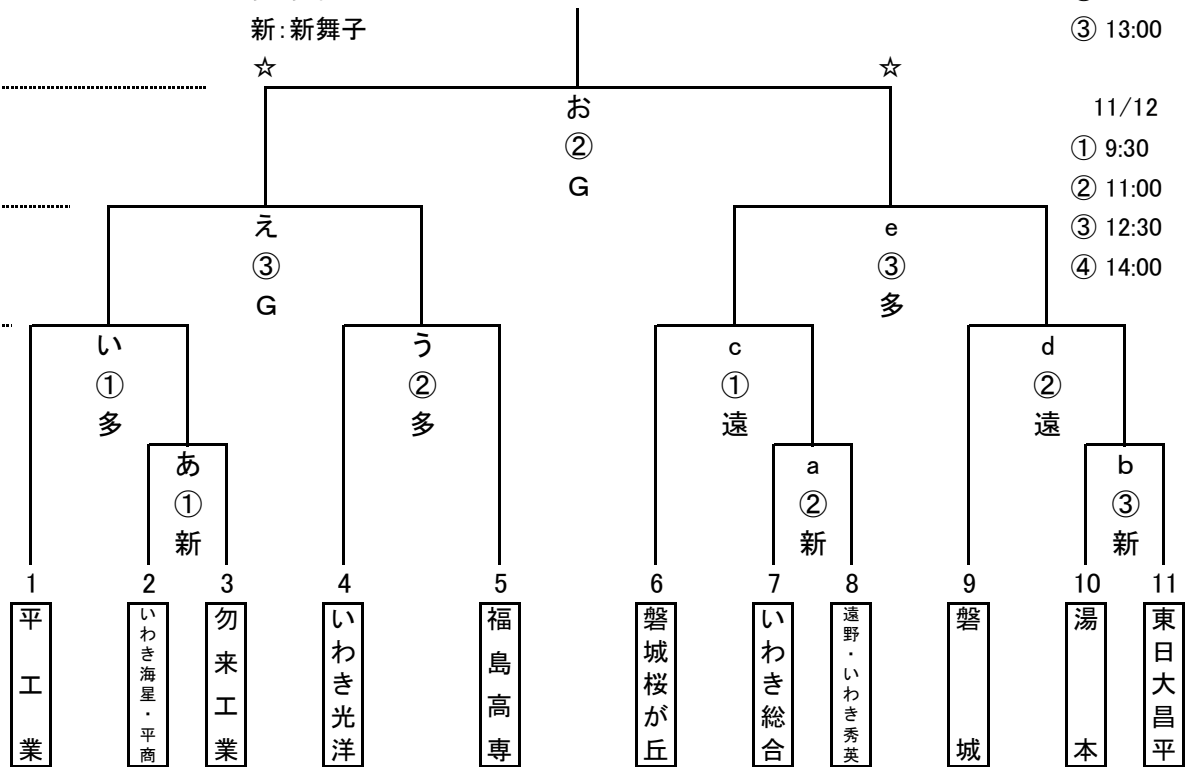 新:新舞子
③ 13:00
☆
☆
お
②
G
11/12
① 9:30
② 11:00
③ 12:30
④ 14:00
え
③
G
e
③
多
い
①
多
う
②
多
c
①
遠
d
②
遠
あ
①
新
a
②
新
b
③
新
1
2
3
4
5
6
7
8
9
10
11
平工業
いわき海星・平商
勿来工業
いわき光洋
福島高専
磐城桜が丘
いわき総合
遠野・いわき秀英
磐城
湯本
東日大昌平